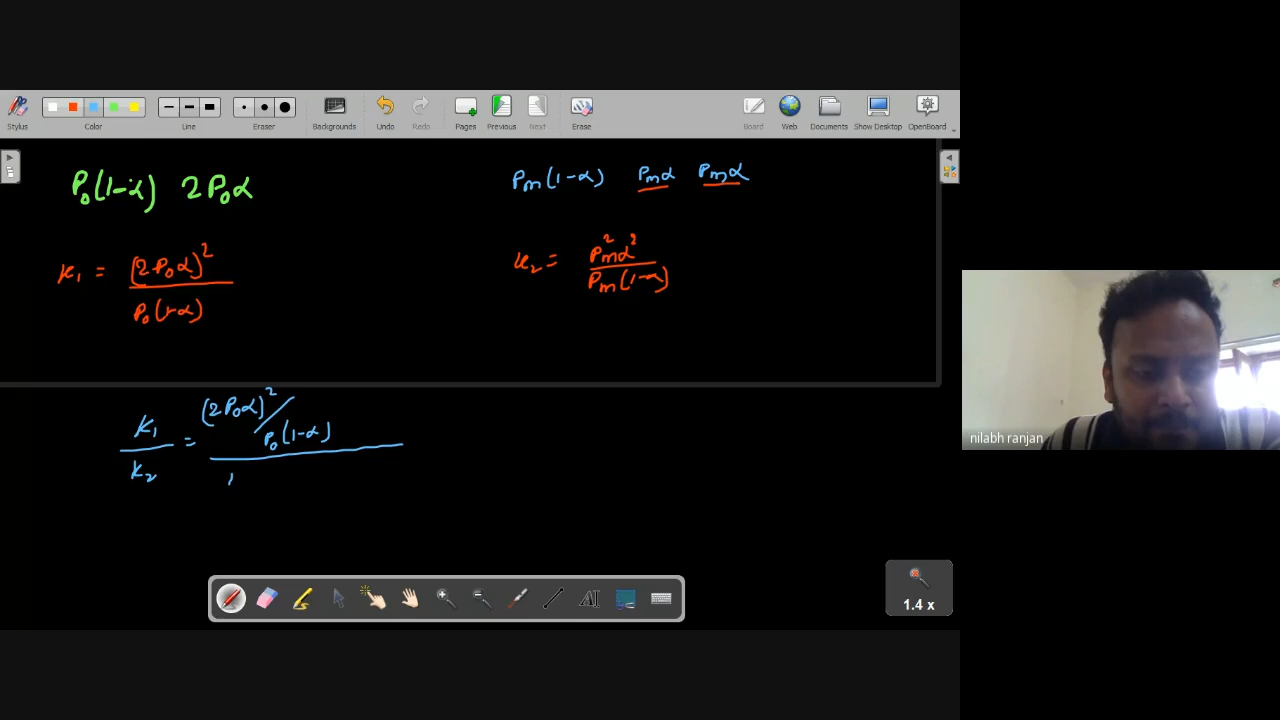 Stylus Color Line Eraser Backgrounds Undo Redo Pages Previous Next Erase Board Web Documents Show Desktop OpenBoard
P₀(1-α) 2P₀α
Pm(1-α) Pmα Pmα
K₁ = (2P₀α)² / P₀(1-α)
K₂ = Pm²α² / Pm(1-α)
K₁/K₂ = (2P₀α)² / P₀(1-α)
nilabh ranjan
1.4 x